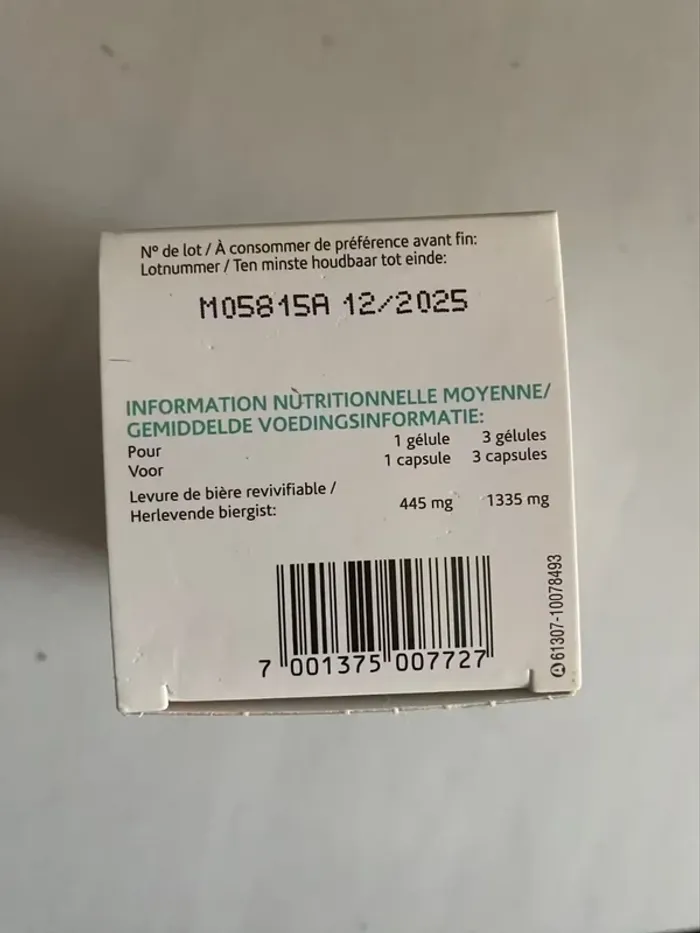 N° de lot / À consommer de préférence avant fin:
Lotnummer / Ten minste houdbaar tot einde:
M05815A 12/2025
INFORMATION NUTRITIONNELLE MOYENNE/
GEMIDDELDE VOEDINGSINFORMATIE:
Pour 1 gélule 3 gélules
Voor 1 capsule 3 capsules
Levure de bière revivifiable /
Herlevende biergist: 445 mg 1335 mg
7 001375 007727
61307-10078493